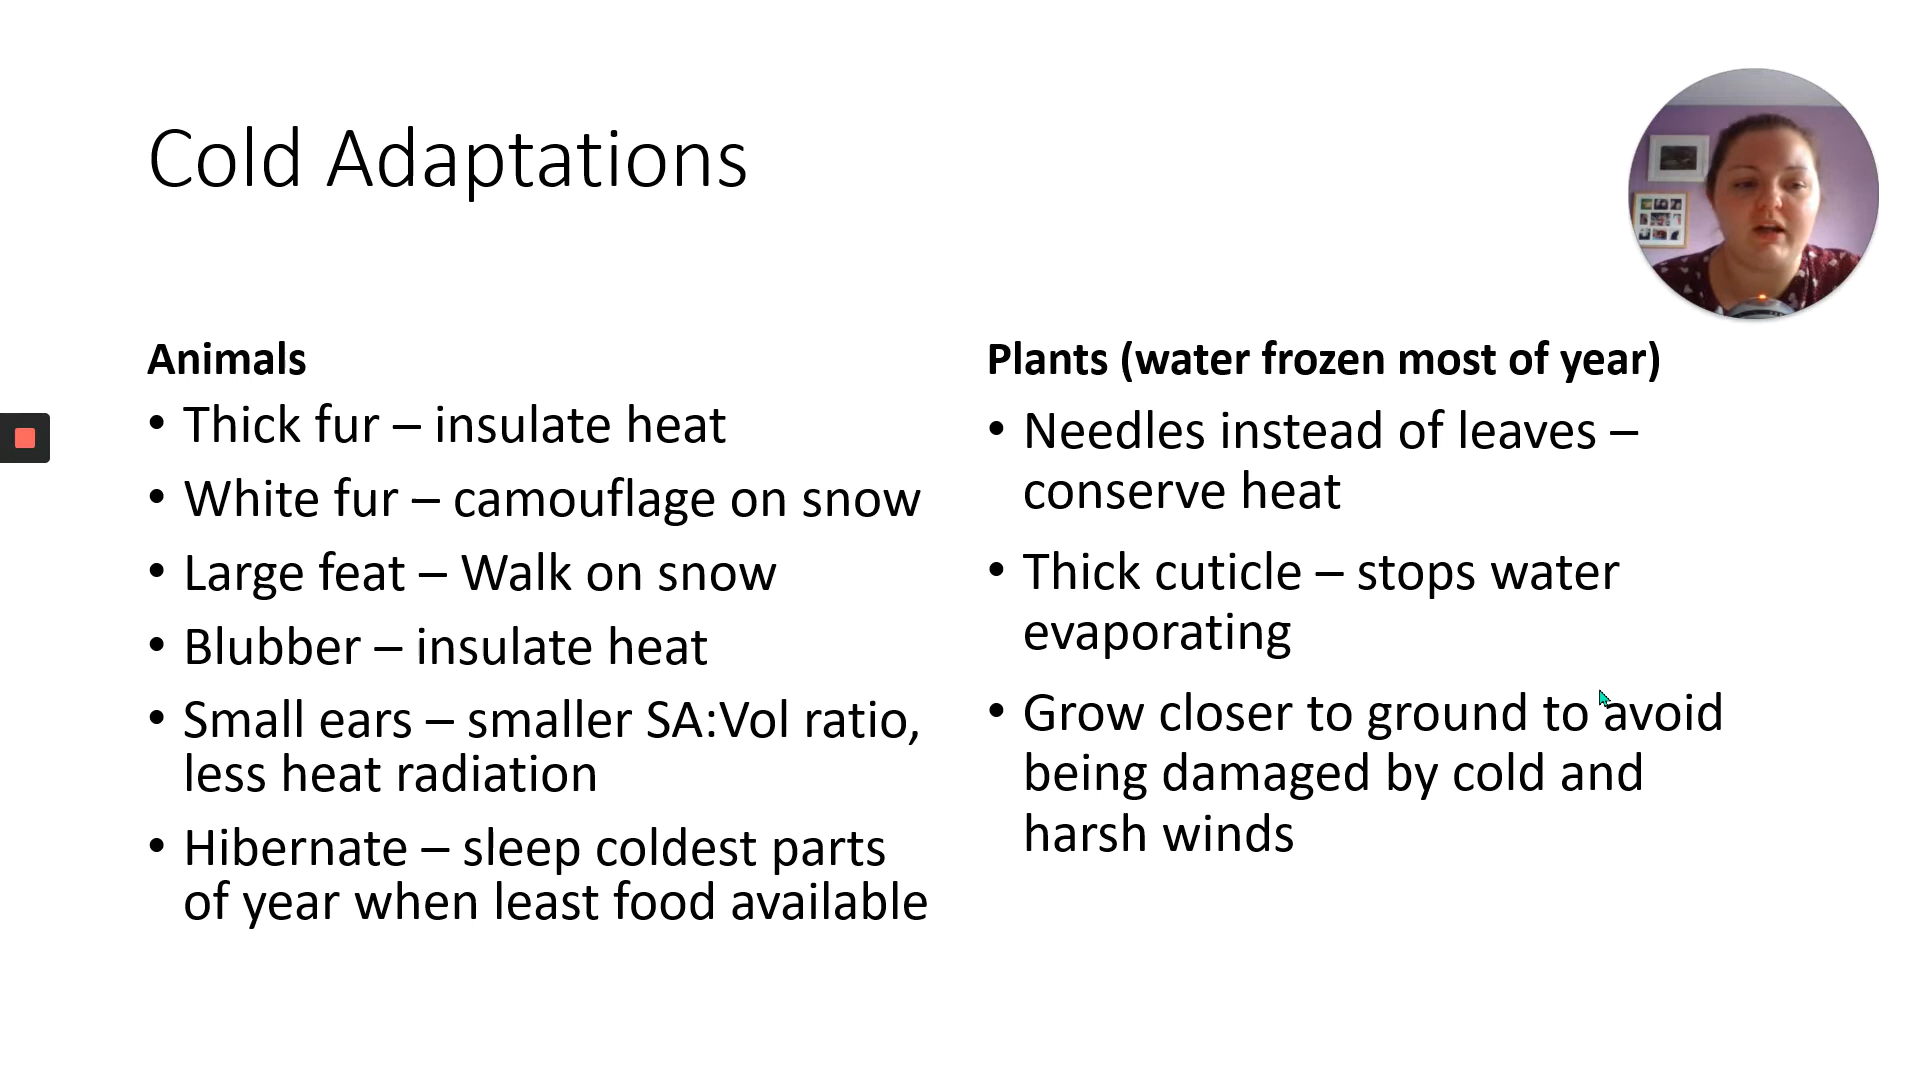 Cold Adaptations
Animals
• Thick fur – insulate heat
• White fur – camouflage on snow
• Large feat – Walk on snow
• Blubber – insulate heat
• Small ears – smaller SA:Vol ratio,
less heat radiation
• Hibernate – sleep coldest parts
of year when least food available
Plants (water frozen most of year)
• Needles instead of leaves –
conserve heat
• Thick cuticle – stops water
evaporating
• Grow closer to ground to avoid
being damaged by cold and
harsh winds